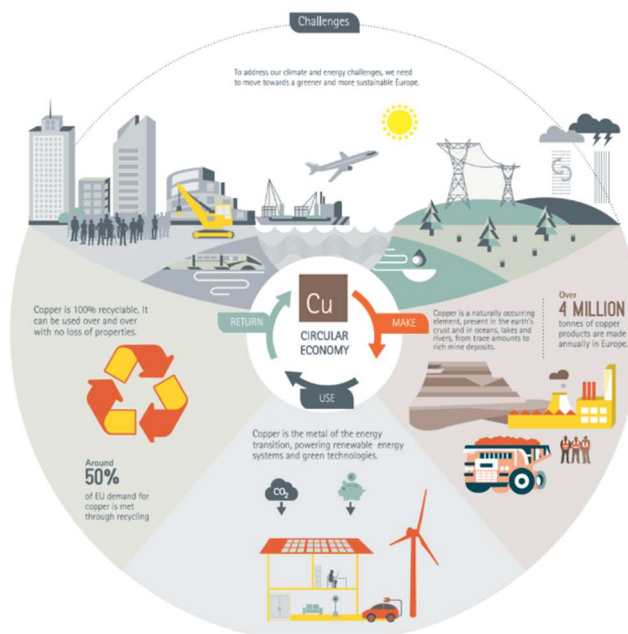 Challenges
To address our climate and energy challenges, we need
to move towards a greener and more sustainable Europe.
Cu
CIRCULAR
ECONOMY
RETURN
MAKE
USE
Copper is 100% recyclable. It
can be used over and over
with no loss of properties.
Around
50%
of EU demand for
copper is met
through recycling
Copper is a naturally occurring
element, present in the earth's
crust and in oceans, lakes and
rivers, from trace amounts to
rich mine deposits.
Over
4 MILLION
tonnes of copper
products are made
annually in Europe.
Copper is the metal of the energy
transition, powering renewable energy
systems and green technologies.
CO2